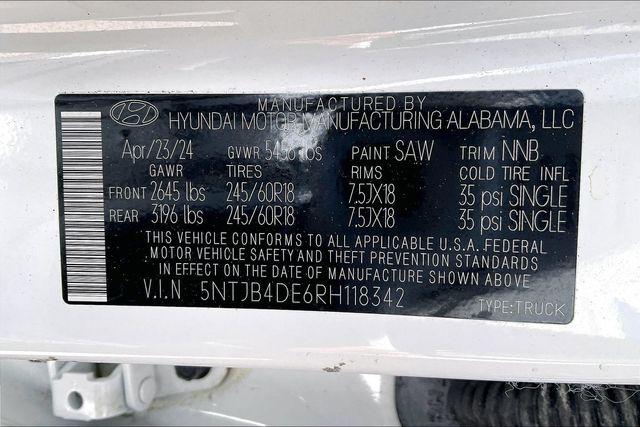 MANUFACTURED BY
HYUNDAI MOTOR MANUFACTURING ALABAMA, LLC
Apr/23/24 GVWR PAINT SAW TRIM NNB
GAWR TIRES RIMS COLD TIRE INFL
FRONT 2645 lbs 245/60R18 7.5JX18 35 psi SINGLE
REAR 3196 lbs 245/60R18 7.5JX18 35 psi SINGLE
THIS VEHICLE CONFORMS TO ALL APPLICABLE U.S.A. FEDERAL
MOTOR VEHICLE SAFETY AND THEFT PREVENTION STANDARDS
IN EFFECT ON THE DATE OF MANUFACTURE SHOWN ABOVE
V.I.N 5NTJB4DE6RH118342 TYPE:TRUCK